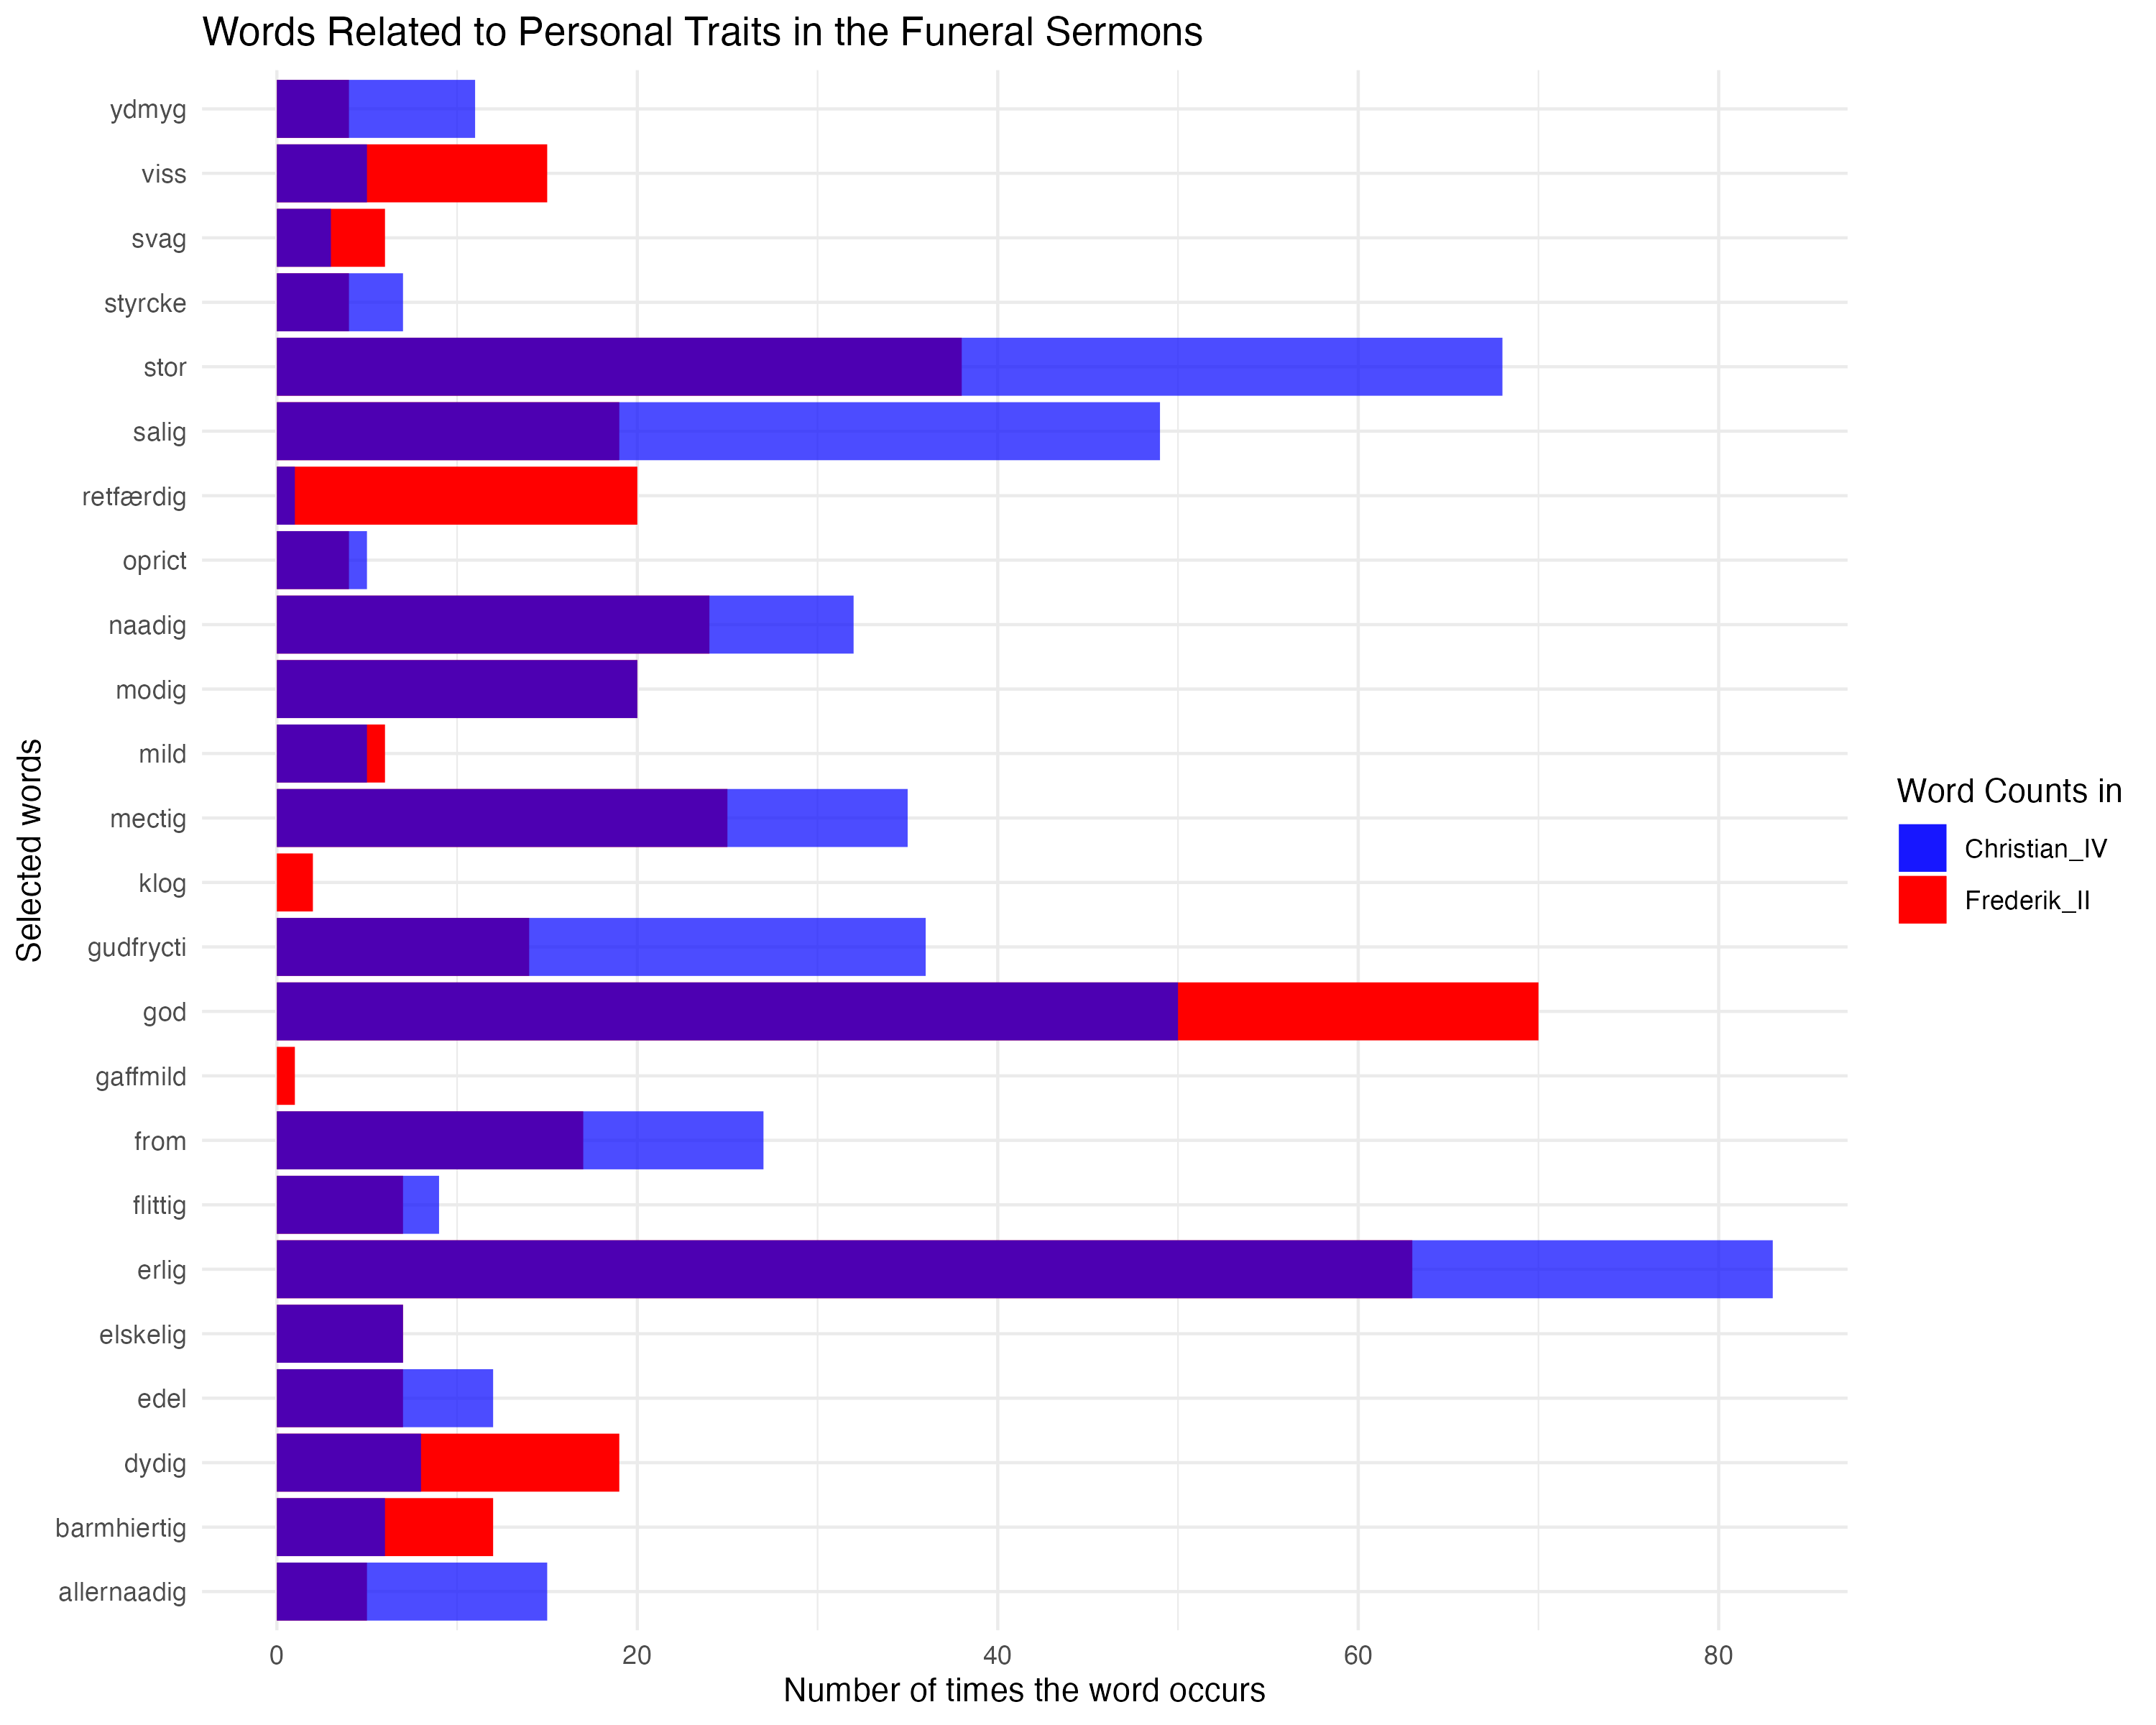 Words Related to Personal Traits in the Funeral Sermons
ydmyg
viss
svag
styrcke
stor
salig
retfærdig
oprict
naadig
modig
mild
mectig
klog
gudfrycti
god
gaffmild
from
flittig
erlig
elskelig
edel
dydig
barmhiertig
allernaadig
Selected words
0 20 40 60 80
Number of times the word occurs
Word Counts in
Christian_IV
Frederik_II